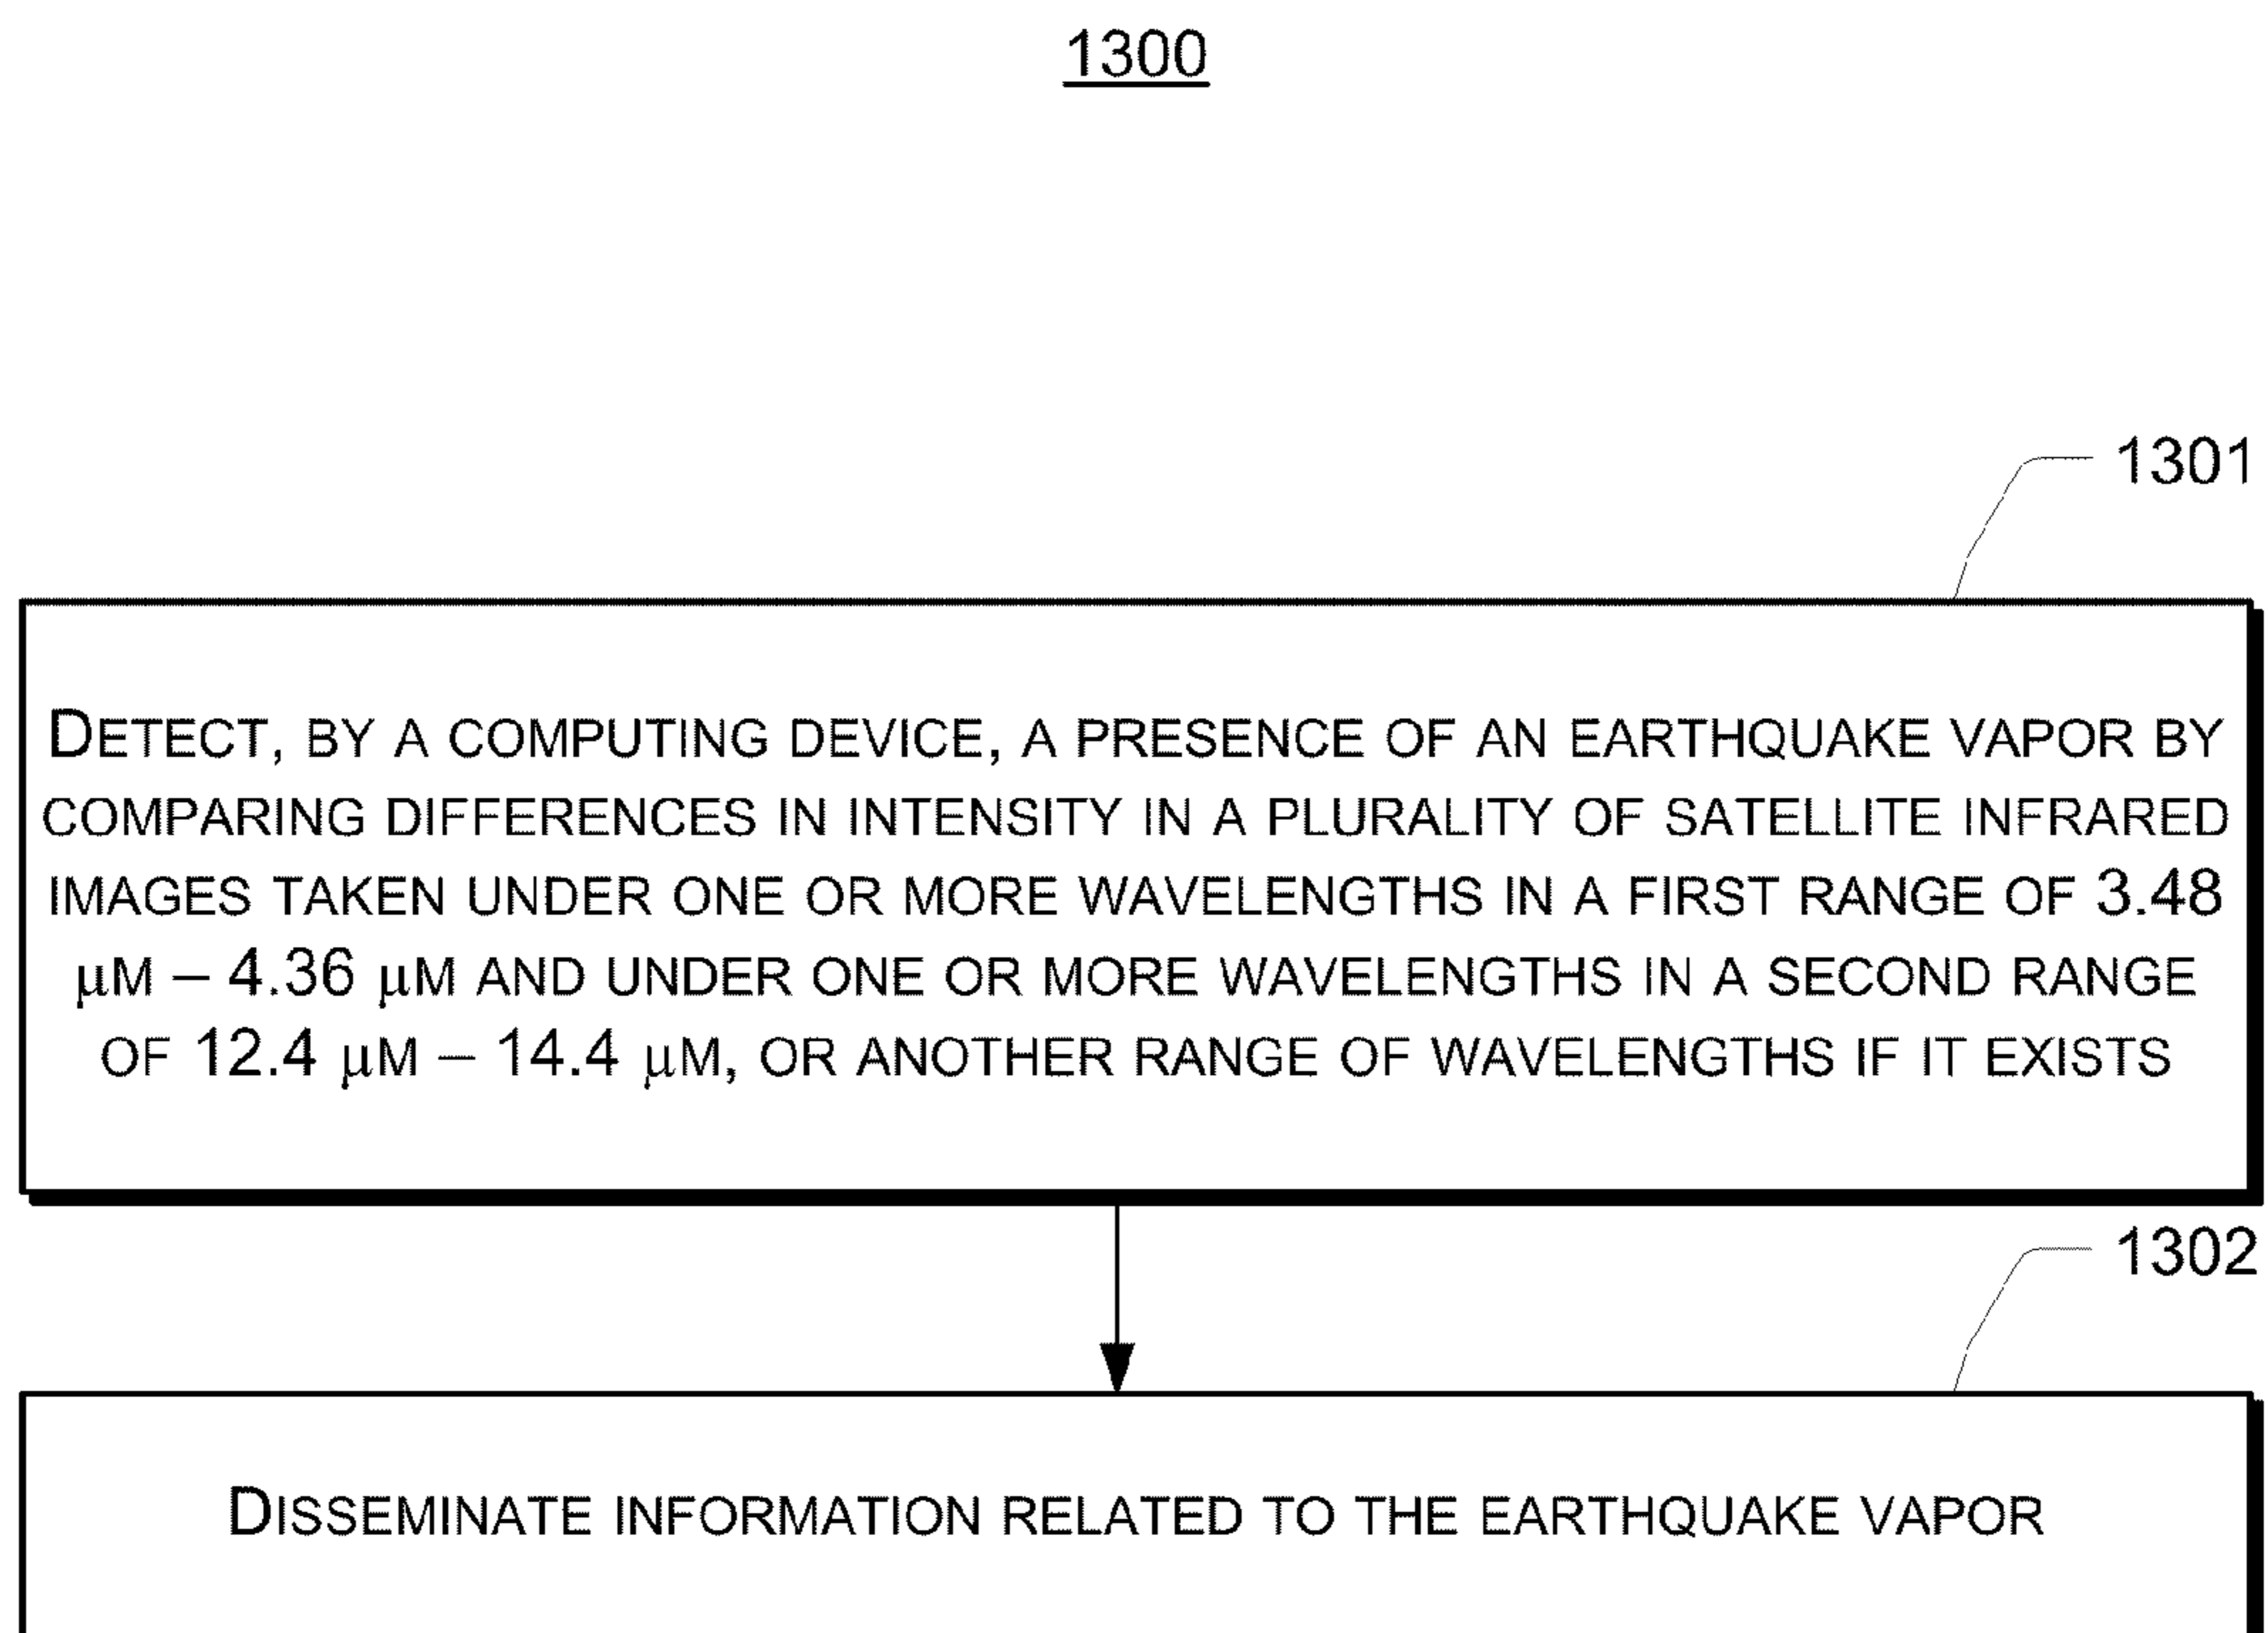 1300
1301
DETECT, BY A COMPUTING DEVICE, A PRESENCE OF AN EARTHQUAKE VAPOR BY
COMPARING DIFFERENCES IN INTENSITY IN A PLURALITY OF SATELLITE INFRARED
IMAGES TAKEN UNDER ONE OR MORE WAVELENGTHS IN A FIRST RANGE OF 3.48
μM – 4.36 μM AND UNDER ONE OR MORE WAVELENGTHS IN A SECOND RANGE
OF 12.4 μM – 14.4 μM, OR ANOTHER RANGE OF WAVELENGTHS IF IT EXISTS
1302
DISSEMINATE INFORMATION RELATED TO THE EARTHQUAKE VAPOR